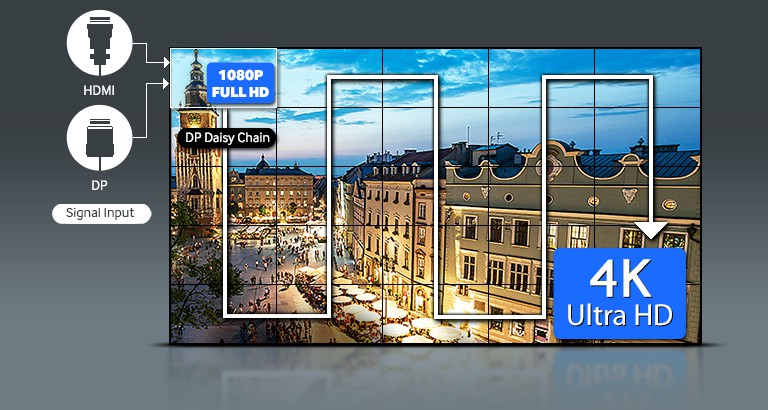 HDMI
DP
Signal Input
1080P
FULL HD
DP Daisy Chain
4K
Ultra HD